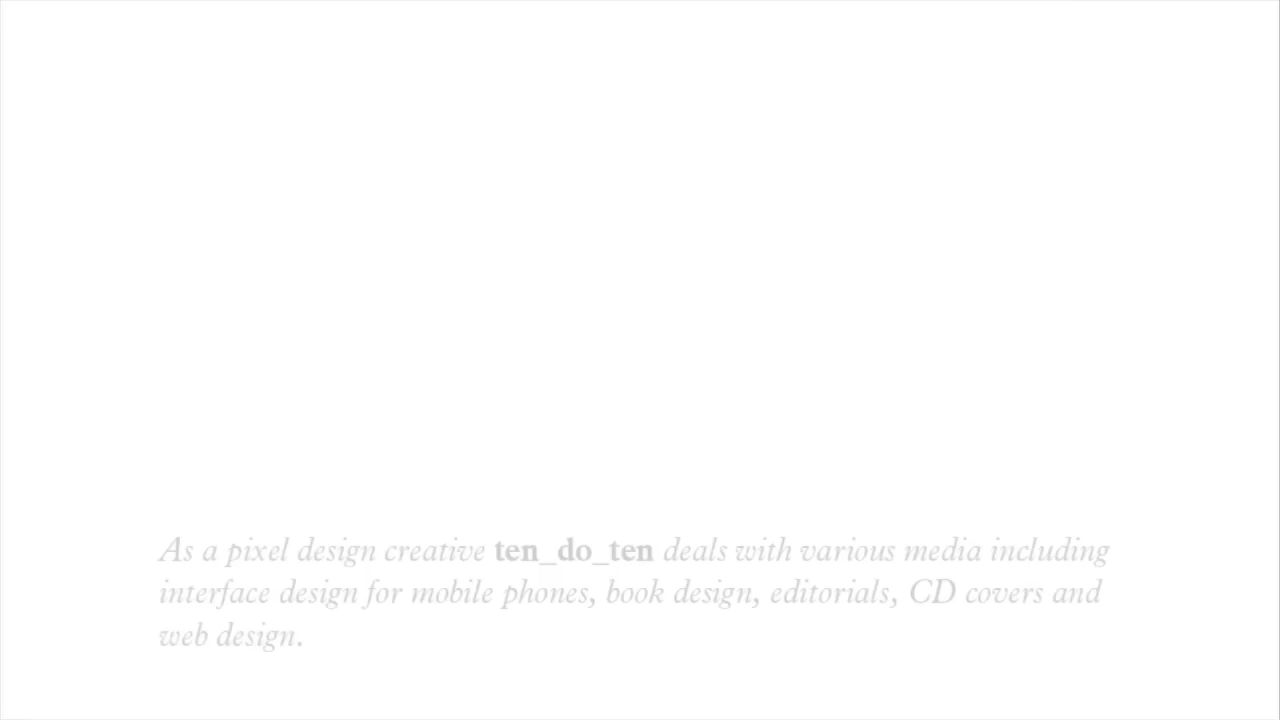 As a pixel design creative ten_do_ten deals with various media including
interface design for mobile phones, book design, editorials, CD covers and
web design.